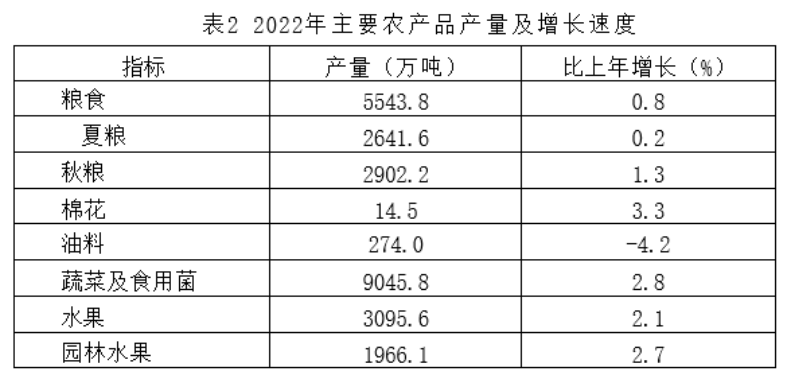 表2 2022年主要农产品产量及增长速度
指标 产量（万吨） 比上年增长（%）
粮食 5543.8 0.8
夏粮 2641.6 0.2
秋粮 2902.2 1.3
棉花 14.5 3.3
油料 274.0 -4.2
蔬菜及食用菌 9045.8 2.8
水果 3095.6 2.1
园林水果 1966.1 2.7